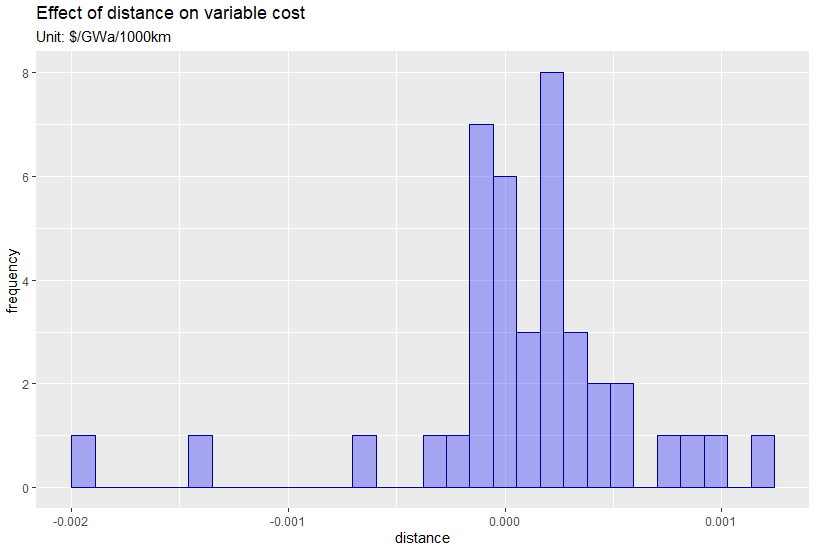 Effect of distance on variable cost
Unit: $/GWa/1000km
8
6
4
2
0
frequency
-0.002
-0.001
0.000
0.001
distance